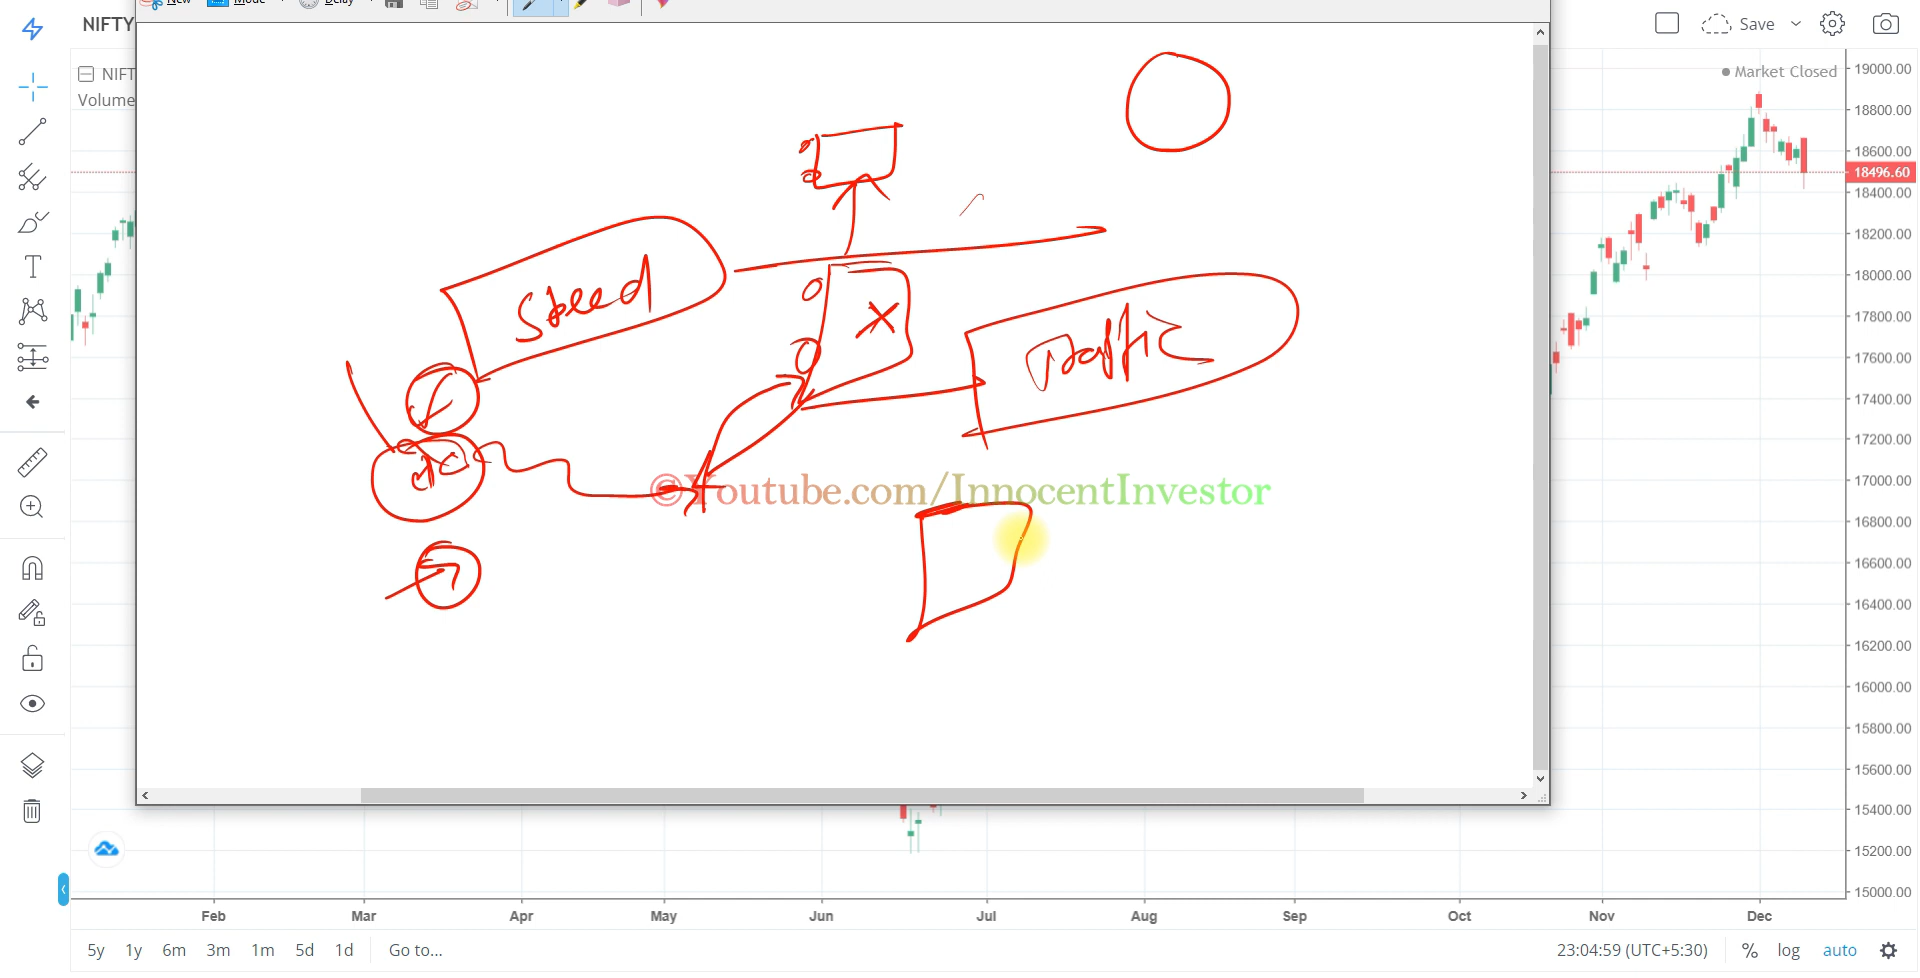 New Mode Delay
NIFTY
Save
NIFT
Volume
Market Closed
19000.00
18800.00
18600.00
18496.60
18400.00
18200.00
18000.00
17800.00
17600.00
17400.00
17200.00
17000.00
16800.00
16600.00
16400.00
16200.00
16000.00
15800.00
15600.00
15400.00
15200.00
15000.00
Speed
Traffic
©Youtube.com/InnocentInvestor
Feb Mar Apr May Jun Jul Aug Sep Oct Nov Dec
5y 1y 6m 3m 1m 5d 1d Go to... 23:04:59 (UTC+5:30) % log auto